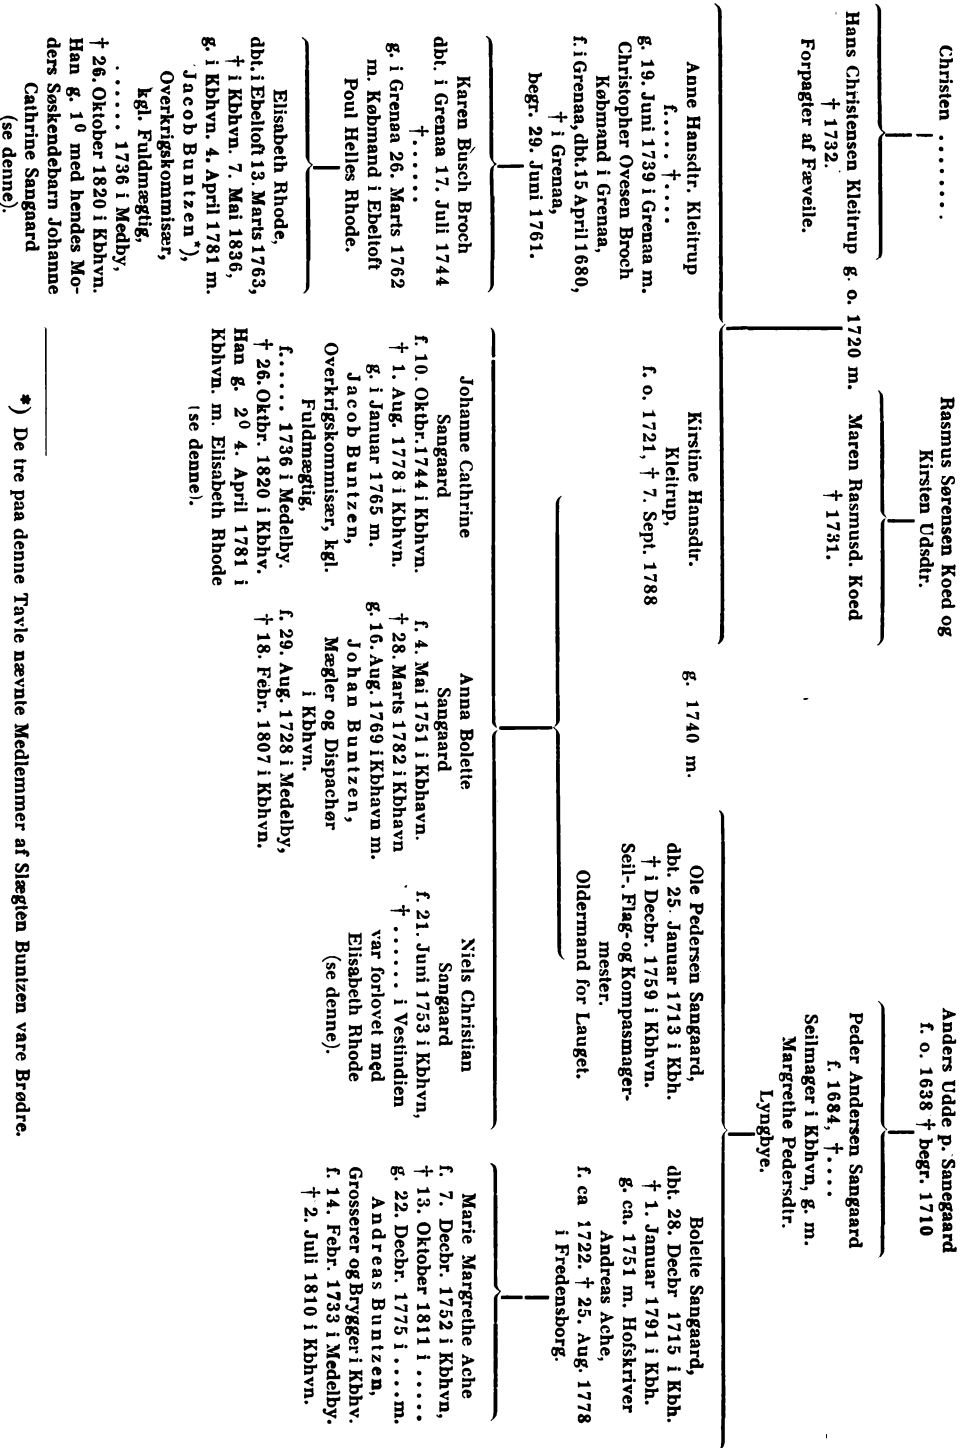 Christen ........
Rasmus Sørensen Koed og
Kirsten Udsdtr.
Anders Udde p. Sanegaard
f. o. 1638 † begr. 1710
Hans Christensen Kleitrup g. o. 1720 m. Maren Rasmusd. Koed
† 1732.
† 1731.
Forpagter af Fæveile.
Peder Andersen Sangaard
f. 1684, †....
Seilmager i Kbhvn, g. m.
Margrethe Pedersdtr.
Lyngbye.
Anne Hansdtr. Kleitrup
f..... †....
g. 19. Juni 1739 i Grenaa m.
Christopher Ovesen Broch
Købmand i Grenaa,
f. i Grenaa, dbt. 15 April 1680,
† i Grenaa,
begr. 29. Juni 1761.
Kirstine Hansdtr.
Kleitrup,
f. o. 1721, † 7. Sept. 1788
g. 1740 m.
Ole Pedersen Sangaard,
dbt. 25. Januar 1713 i Kbh.
† i Decbr. 1759 i Kbhvn.
Seil-. Flag- og Kompasmager-
mester.
Oldermand for Lauget.
Bolette Sangaard,
dbt. 28. Decbr 1715 i Kbh.
† 1. Januar 1791 i Kbh.
g. ca. 1751 m. Hofskriver
Andreas Ache,
f. ca 1722. † 25. Aug. 1778
i Fredensborg.
Karen Busch Broch
dbt. i Grenaa 17. Juli 1744
†.......
g. i Grenaa 26. Marts 1762
m. Købmand i Ebeltoft
Poul Helles Rhode.
Johanne Cathrine
Sangaard
f. 10. Oktbr. 1744 i Kbhvn.
† 1. Aug. 1778 i Kbhvn.
g. i Januar 1765 m.
Jacob Buntzen,
Overkrigskommisær, kgl.
Fuldmægtig,
f...... 1736 i Medelby.
† 26. Oktbr. 1820 i Kbhv.
Han g. 2⁰ 4. April 1781 i
Kbhvn. m. Elisabeth Rhode
(se denne).
Anna Bolette
Sangaard
f. 4. Mai 1751 i Kbhavn.
† 28. Marts 1782 i Kbhavn
g. 16. Aug. 1769 i Kbhavn m.
Johan Buntzen,
Mægler og Dispachør
i Kbhvn.
f. 29. Aug. 1728 i Medelby,
† 18. Febr. 1807 i Kbhvn.
Niels Christian
Sangaard
f. 21. Juni 1753 i Kbhvn,
†...... i Vestindien
var forlovet med
Elisabeth Rhode
(se denne).
Marie Margrethe Ache
f. 7. Decbr. 1752 i Kbhvn,
† 13. Oktober 1811 i .....
g. 22. Decbr. 1775 i .... m.
Andreas Buntzen,
Grosserer og Brygger i Kbhv.
f. 14. Febr. 1733 i Medelby.
† 2. Juli 1810 i Kbhvn.
Elisabeth Rhode,
dbt. i Ebeltoft 13. Marts 1763,
† i Kbhvn. 7. Mai 1836,
g. i Kbhvn. 4. April 1781 m.
Jacob Buntzen*),
Overkrigskommisær,
kgl. Fuldmægtig,
...... 1736 i Medby,
† 26. Oktober 1820 i Kbhvn.
Han g. 1⁰ med hendes Mo-
ders Søskendebarn Johanne
Cathrine Sangaard
(se denne).
*) De tre paa denne Tavle nævnte Medlemmer af Slægten Buntzen vare Brødre.